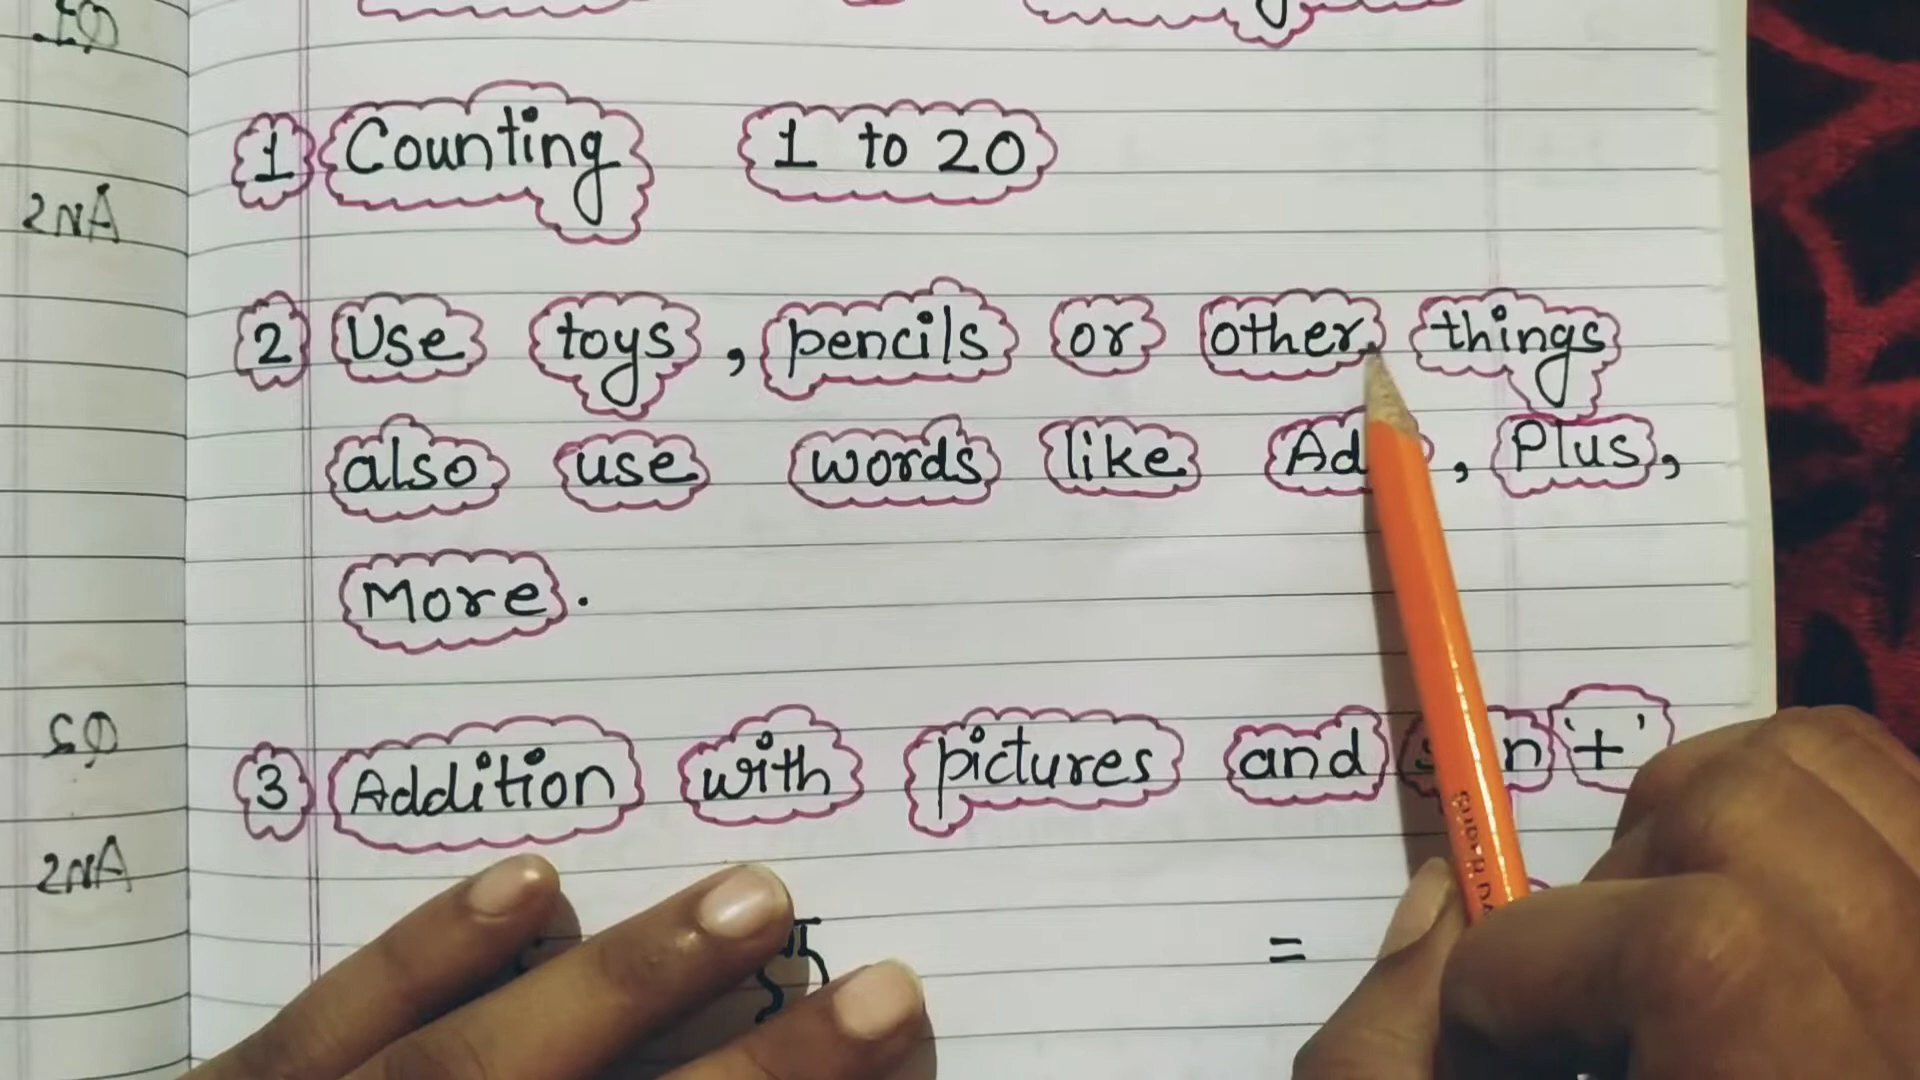 1 Counting 1 to 20
2 Use toys, pencils or other things
also use words like Ad , Plus,
More.
3 Addition with pictures and '+'
=